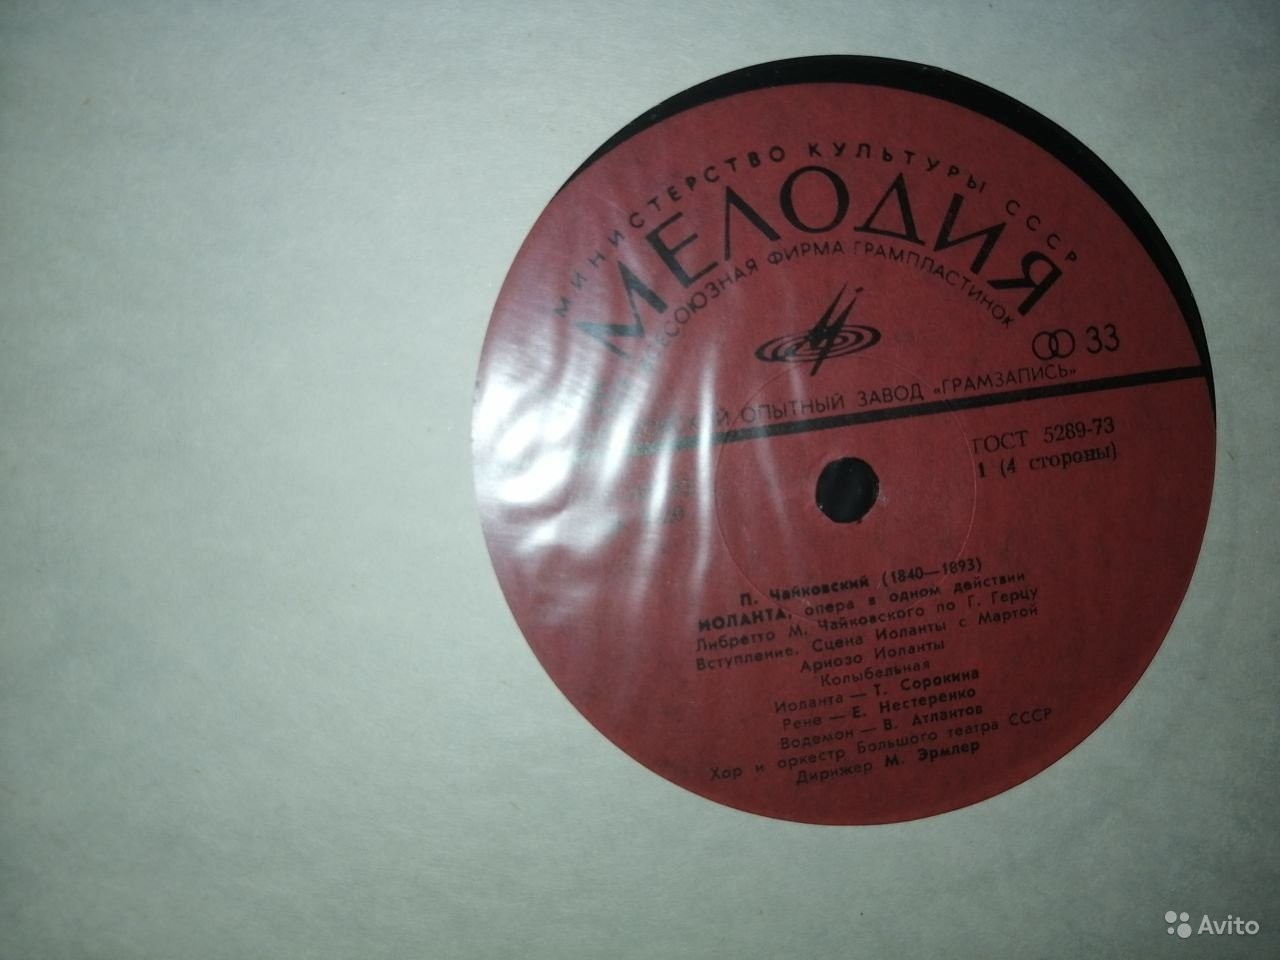 МИНИСТЕРСТВО КУЛЬТУРЫ СССР
МЕЛОДИЯ
ФИРМА ГРАМПЛАСТИНОК
33
ОПЫТНЫЙ ЗАВОД «ГРАМЗАПИСЬ»
ГОСТ 5289-73
1 (4 стороны)
П. Чайковский (1840—1893)
ИОЛАНТА, опера в одном действии
Либретто М. Чайковского по Г. Герцу
Вступление. Сцена Иоланты с Мартой
Ариозо Иоланты
Колыбельная
Иоланта — Т. Сорокина
Рене — Е. Нестеренко
Водемон — В. Атлантов
Хор и оркестр Большого театра СССР
Дирижер М. Эрмлер
Avito